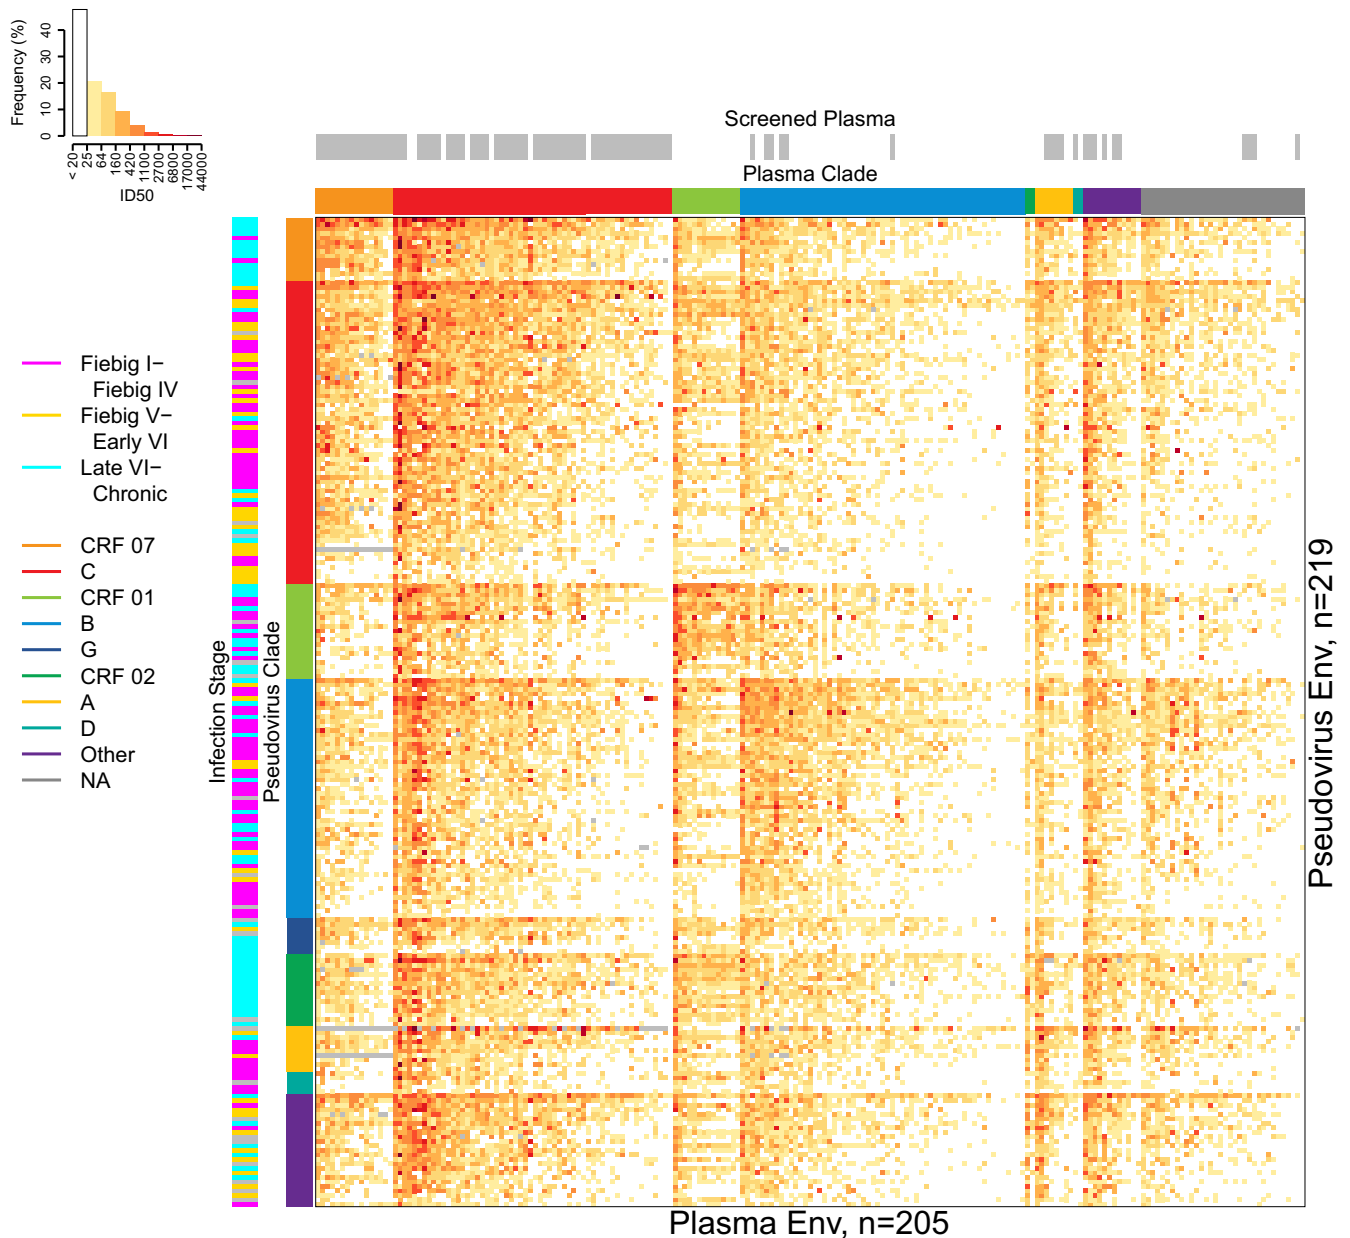 Frequency (%)
0 10 20 30 40
< 20 25 64 160 420 1100 2700 6800 17000 44000
ID50
Screened Plasma
Plasma Clade
Fiebig I−
Fiebig IV
Fiebig V−
Early VI
Late VI−
Chronic
CRF 07
C
CRF 01
B
G
CRF 02
A
D
Other
NA
Infection Stage
Pseudovirus Clade
Pseudovirus Env, n=219
Plasma Env, n=205